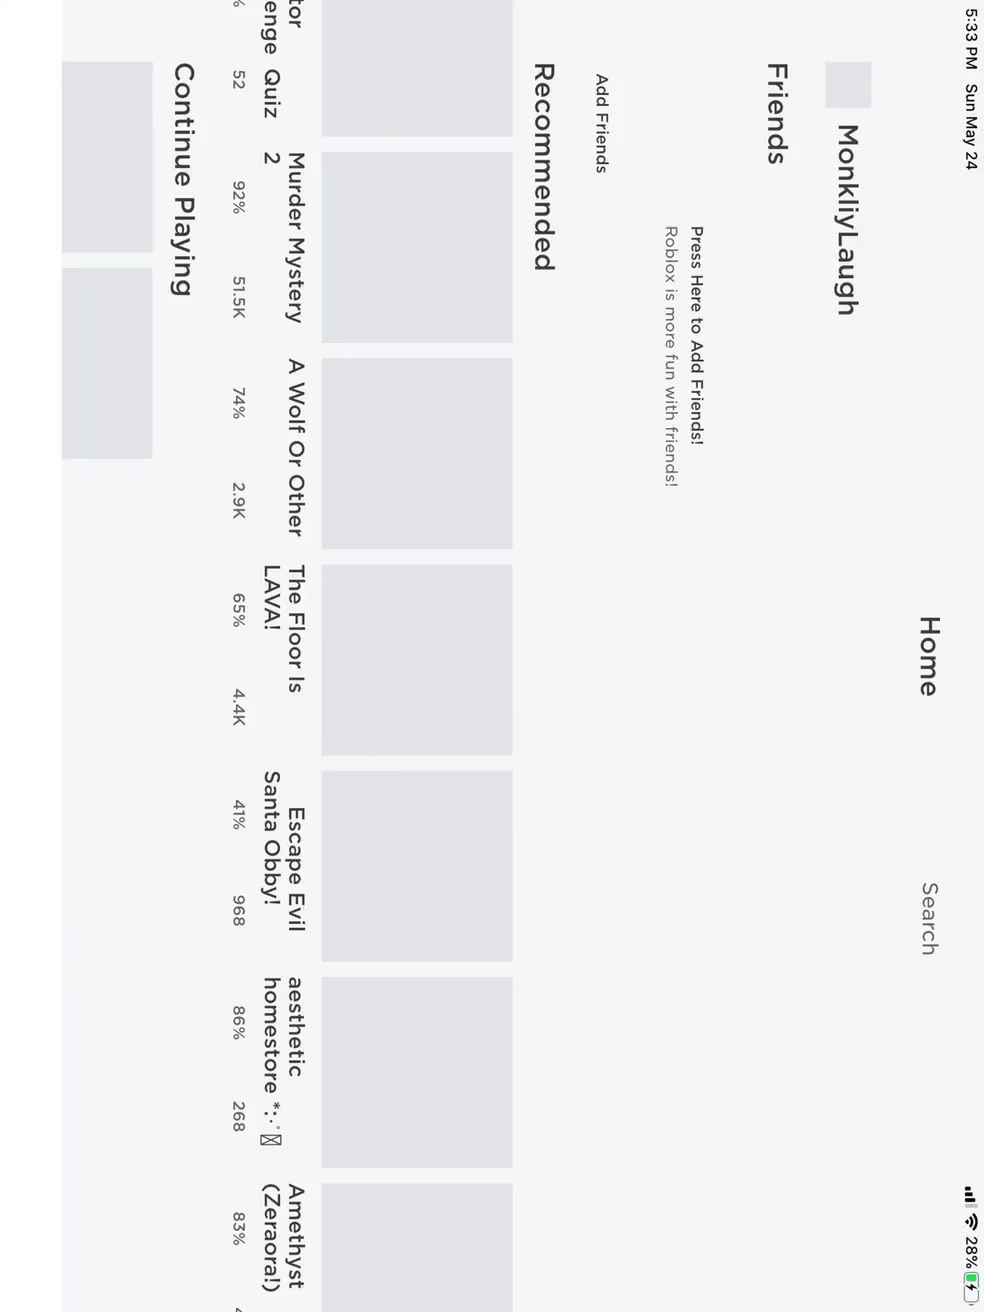 5:33 PM Sun May 24
28%
Home
Search
MonkliyLaugh
Friends
Press Here to Add Friends!
Roblox is more fun with friends!
Add Friends
Recommended
tor
enge Quiz
52
Murder Mystery
2
92% 51.5K
A Wolf Or Other
74% 2.9K
The Floor Is
LAVA!
65% 4.4K
Escape Evil
Santa Obby!
41% 968
aesthetic
homestore *:·˚
86% 268
Amethyst
(Zeraora!)
83%
Continue Playing